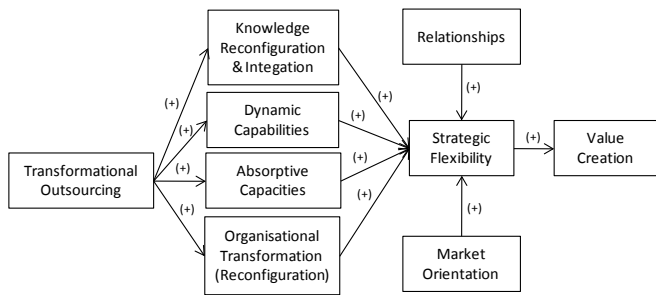 Knowledge
Reconfiguration
& Integation
Relationships
(+)
(+)
(+)
(+)
Dynamic
Capabilities
(+)
(+)
Strategic
Flexibility
(+)
Value
Creation
Transformational
Outsourcing
(+)
Absorptive
Capacities
(+)
(+)
(+)
(+)
Organisational
Transformation
(Reconfiguration)
Market
Orientation